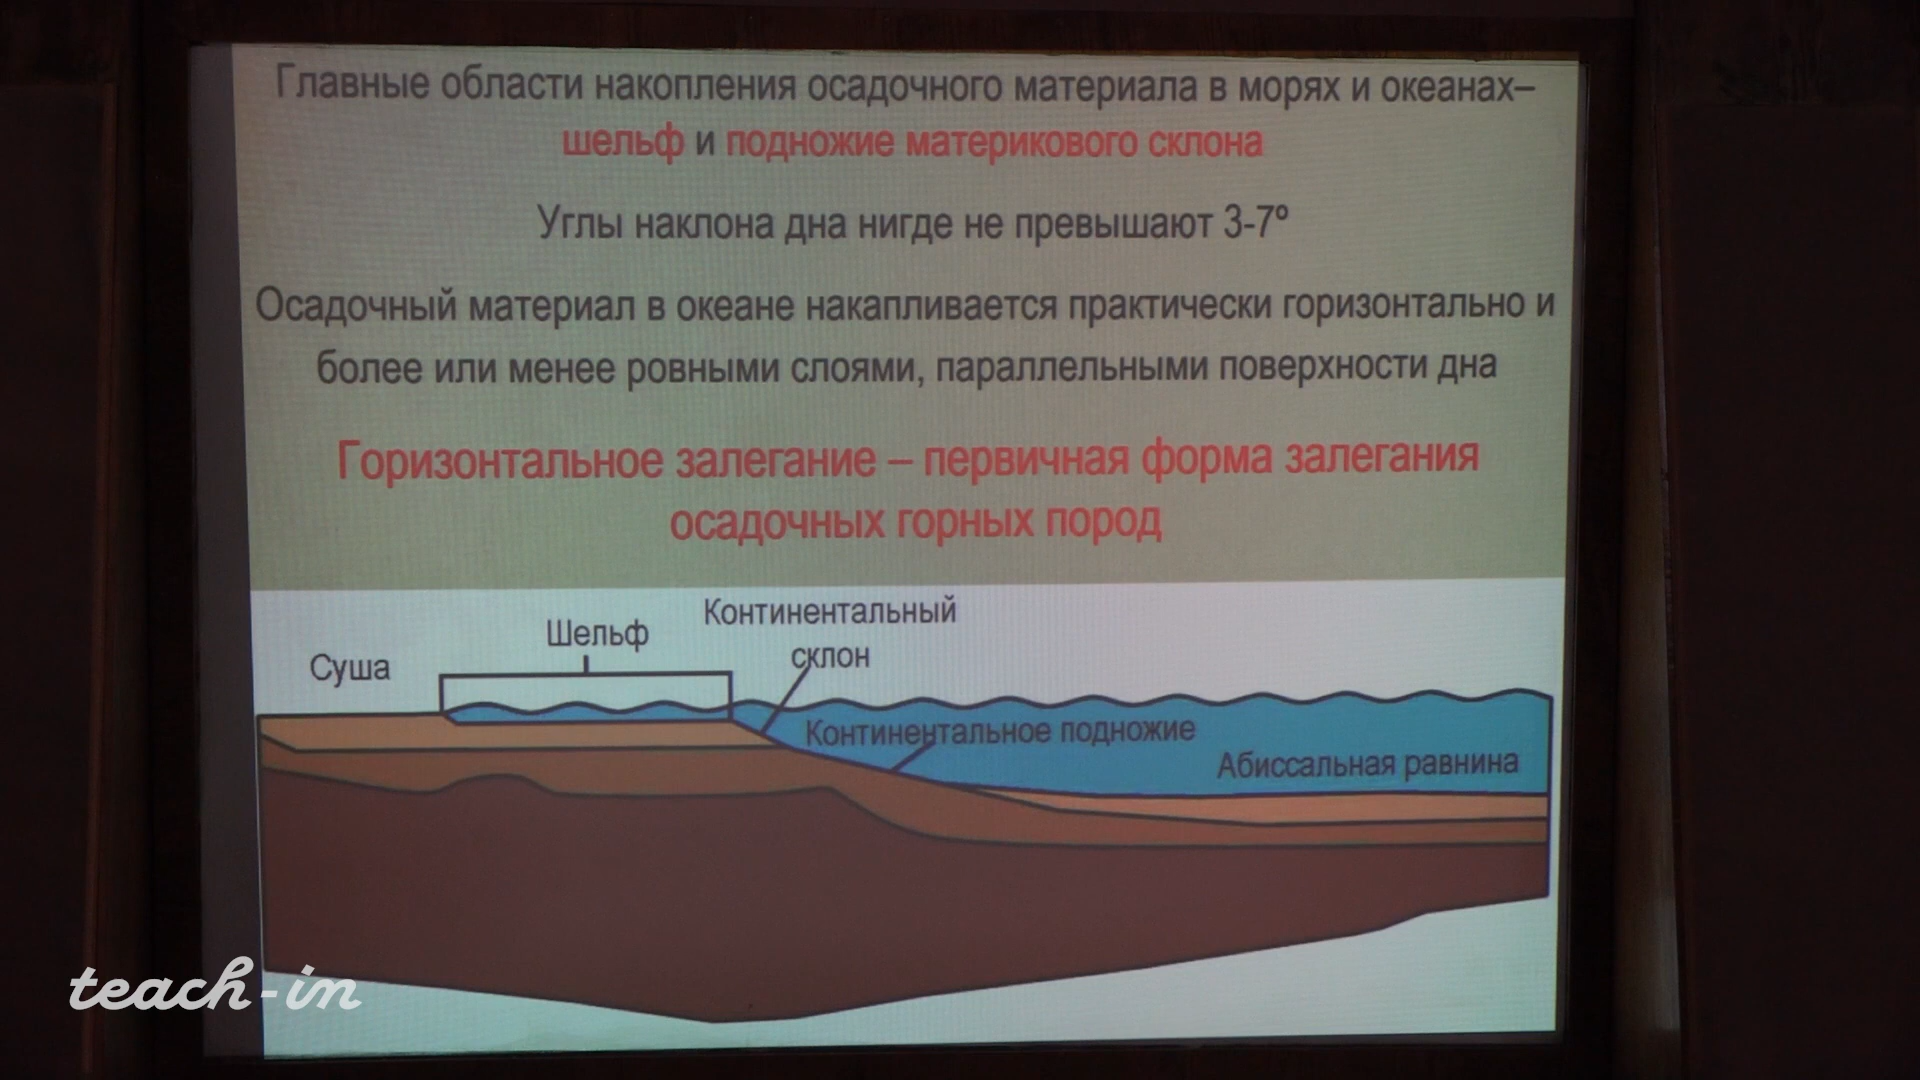 Главные области накопления осадочного материала в морях и океанах–
шельф и подножие материкового склона
Углы наклона дна нигде не превышают 3-7º
Осадочный материал в океане накапливается практически горизонтально и
более или менее ровными слоями, параллельными поверхности дна
Горизонтальное залегание – первичная форма залегания
осадочных горных пород
Суша
Шельф
Континентальный
склон
Континентальное подножие
Абиссальная равнина
teach-in